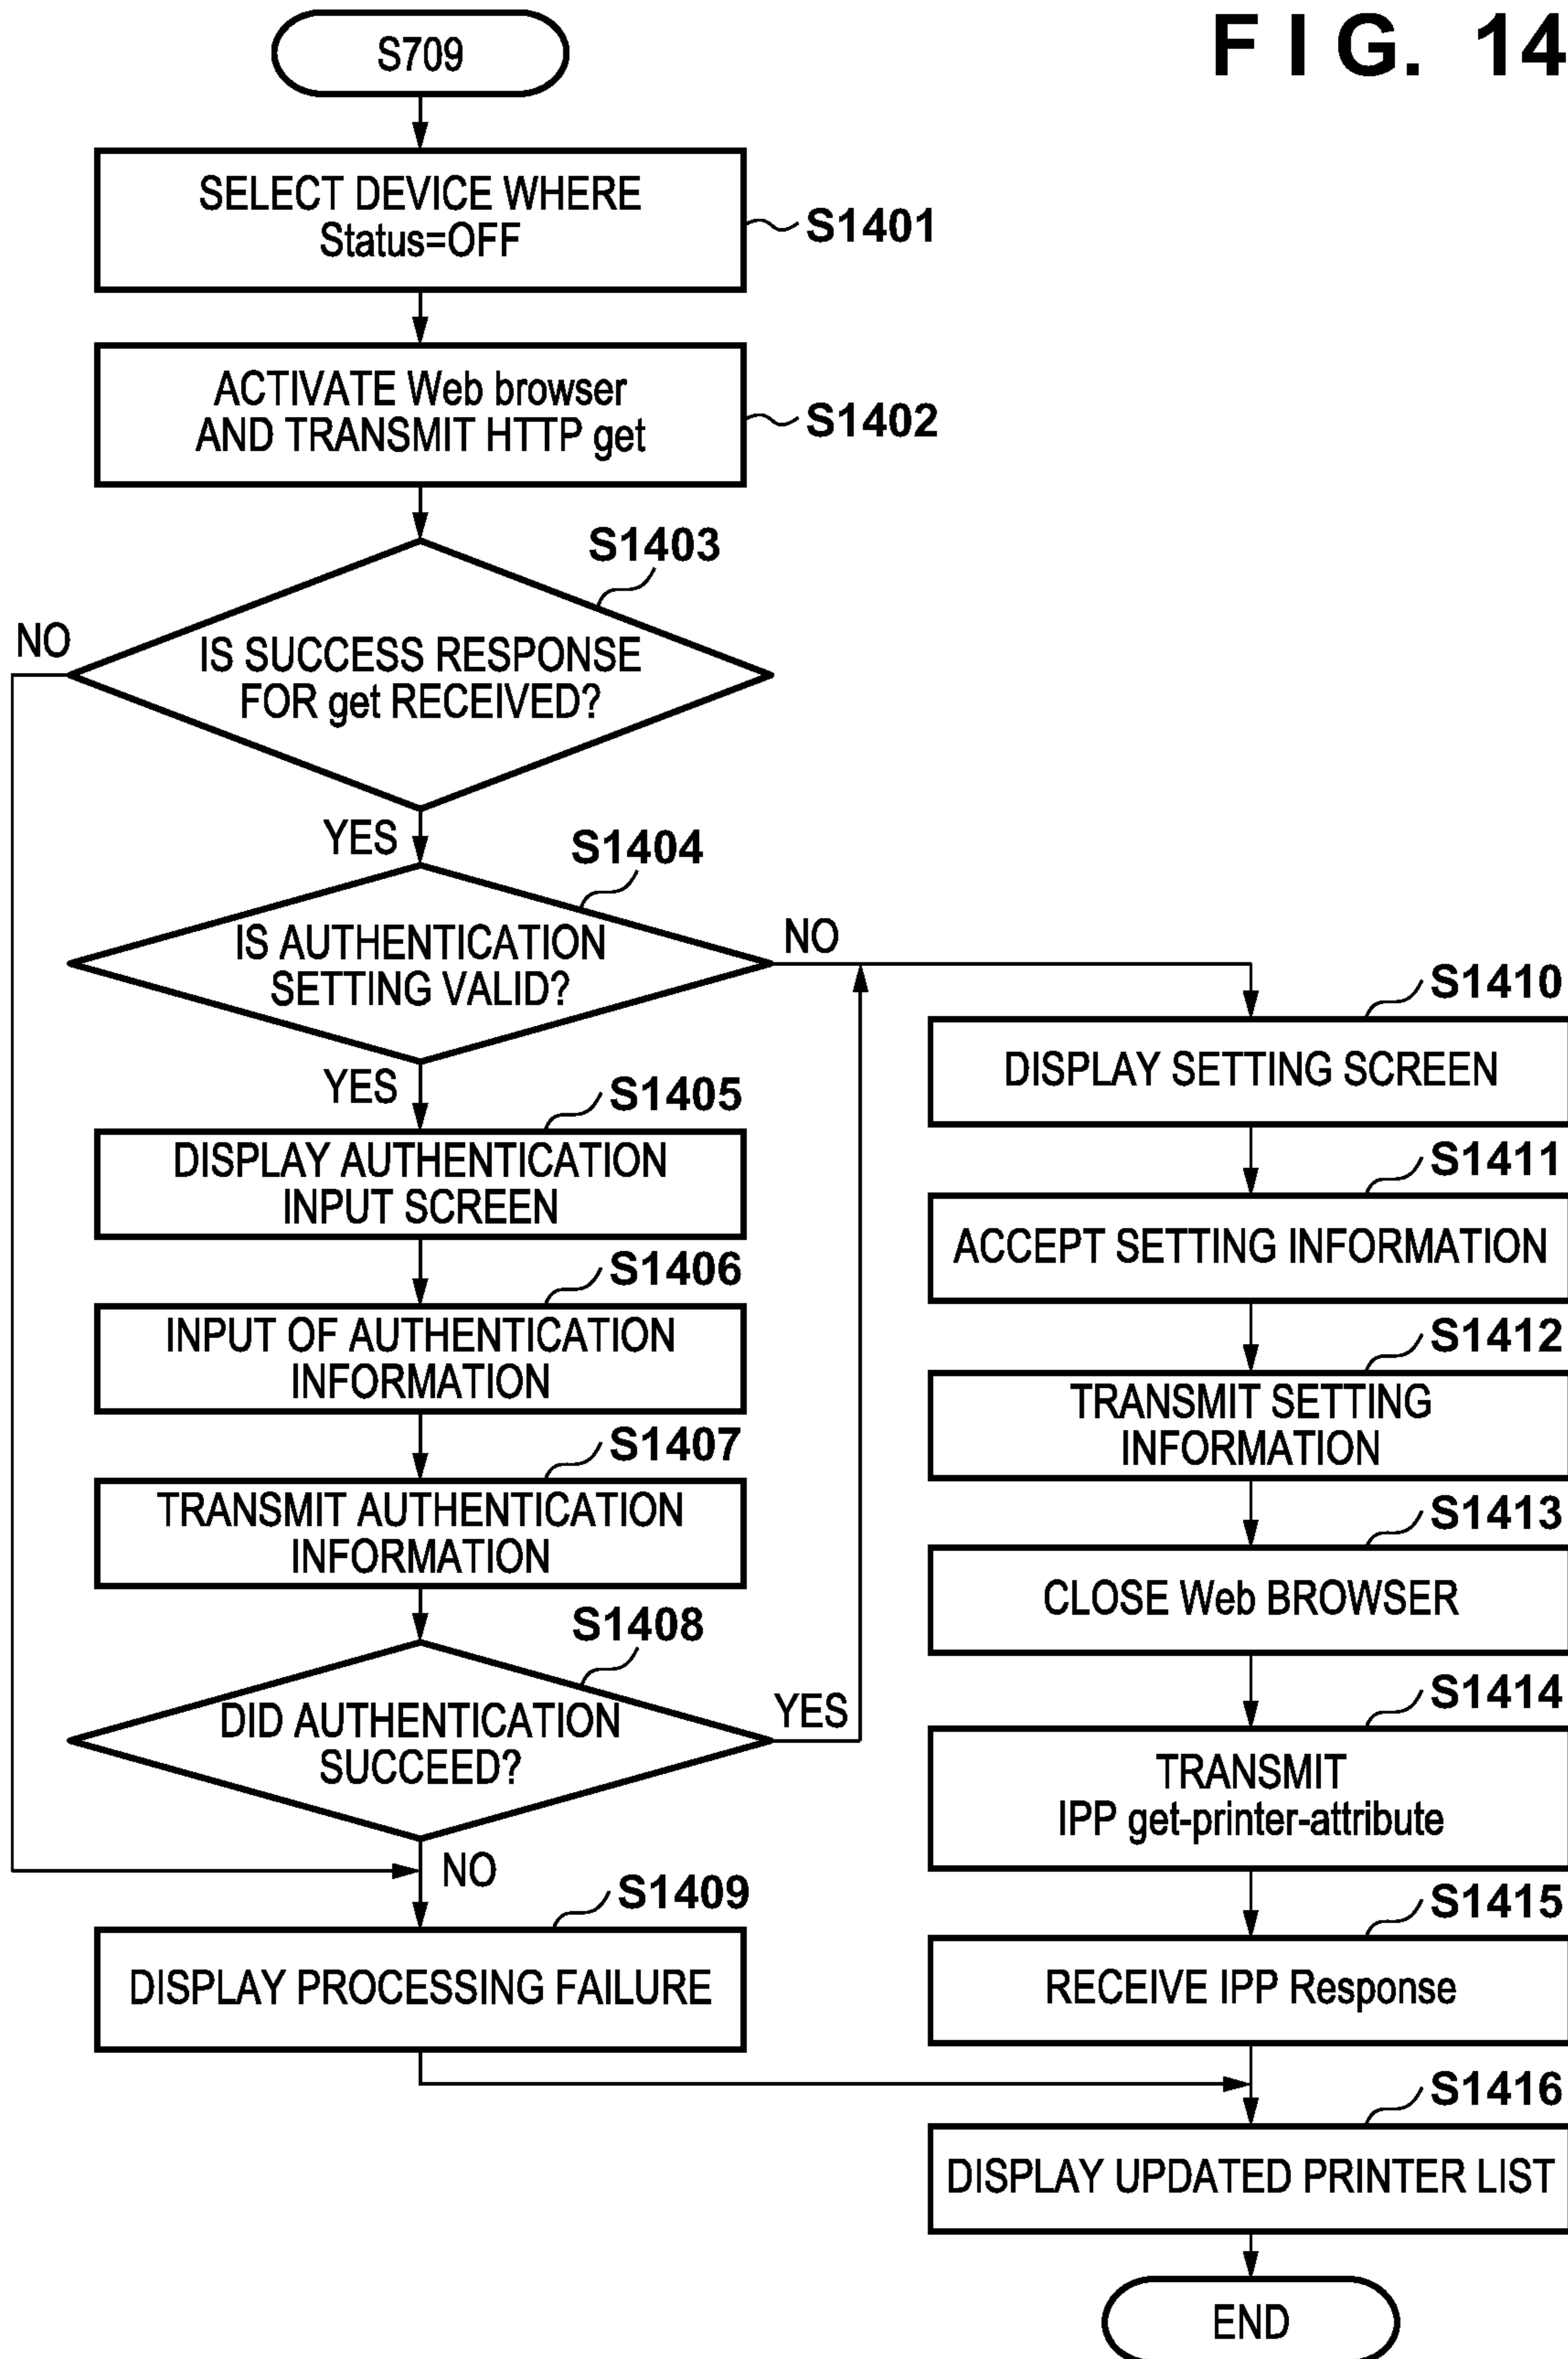 FIG. 14
S709
SELECT DEVICE WHERE
Status=OFF
S1401
ACTIVATE Web browser
AND TRANSMIT HTTP get
S1402
S1403
NO
IS SUCCESS RESPONSE
FOR get RECEIVED?
YES
S1404
IS AUTHENTICATION
SETTING VALID?
NO
YES
S1405
DISPLAY AUTHENTICATION
INPUT SCREEN
S1406
INPUT OF AUTHENTICATION
INFORMATION
S1407
TRANSMIT AUTHENTICATION
INFORMATION
S1408
DID AUTHENTICATION
SUCCEED?
YES
NO
S1409
DISPLAY PROCESSING FAILURE
S1410
DISPLAY SETTING SCREEN
S1411
ACCEPT SETTING INFORMATION
S1412
TRANSMIT SETTING
INFORMATION
S1413
CLOSE Web BROWSER
S1414
TRANSMIT
IPP get-printer-attribute
S1415
RECEIVE IPP Response
S1416
DISPLAY UPDATED PRINTER LIST
END